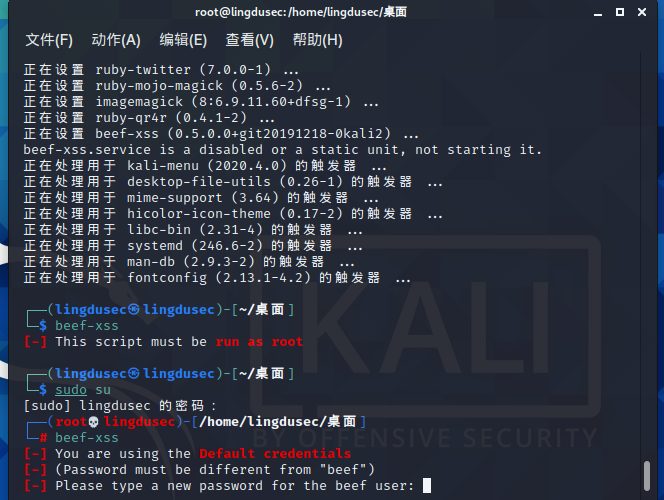 root@lingdusec:/home/lingdusec/桌面
文件(F) 动作(A) 编辑(E) 查看(V) 帮助(H)
正在设置 ruby-twitter (7.0.0-1) ...
正在设置 ruby-mojo-magick (0.5.6-2) ...
正在设置 imagemagick (8:6.9.11.60+dfsg-1) ...
正在设置 ruby-qr4r (0.4.1-2) ...
正在设置 beef-xss (0.5.0.0+git20191218-0kali2) ...
beef-xss.service is a disabled or a static unit, not starting it.
正在处理用于 kali-menu (2020.4.0) 的触发器 ...
正在处理用于 desktop-file-utils (0.26-1) 的触发器 ...
正在处理用于 mime-support (3.64) 的触发器 ...
正在处理用于 hicolor-icon-theme (0.17-2) 的触发器 ...
正在处理用于 libc-bin (2.31-4) 的触发器 ...
正在处理用于 systemd (246.6-2) 的触发器 ...
正在处理用于 man-db (2.9.3-2) 的触发器 ...
正在处理用于 fontconfig (2.13.1-4.2) 的触发器 ...
┌──(lingdusec㉿lingdusec)-[~/桌面]
└─$ beef-xss
[-] This script must be run as root
┌──(lingdusec㉿lingdusec)-[~/桌面]
└─$ sudo su
[sudo] lingdusec 的密码：
┌──(root💀lingdusec)-[/home/lingdusec/桌面]
└─# beef-xss
[-] You are using the Default credentials
[-] (Password must be different from "beef")
[-] Please type a new password for the beef user:
KALI
BY OFFENSIVE SECURITY